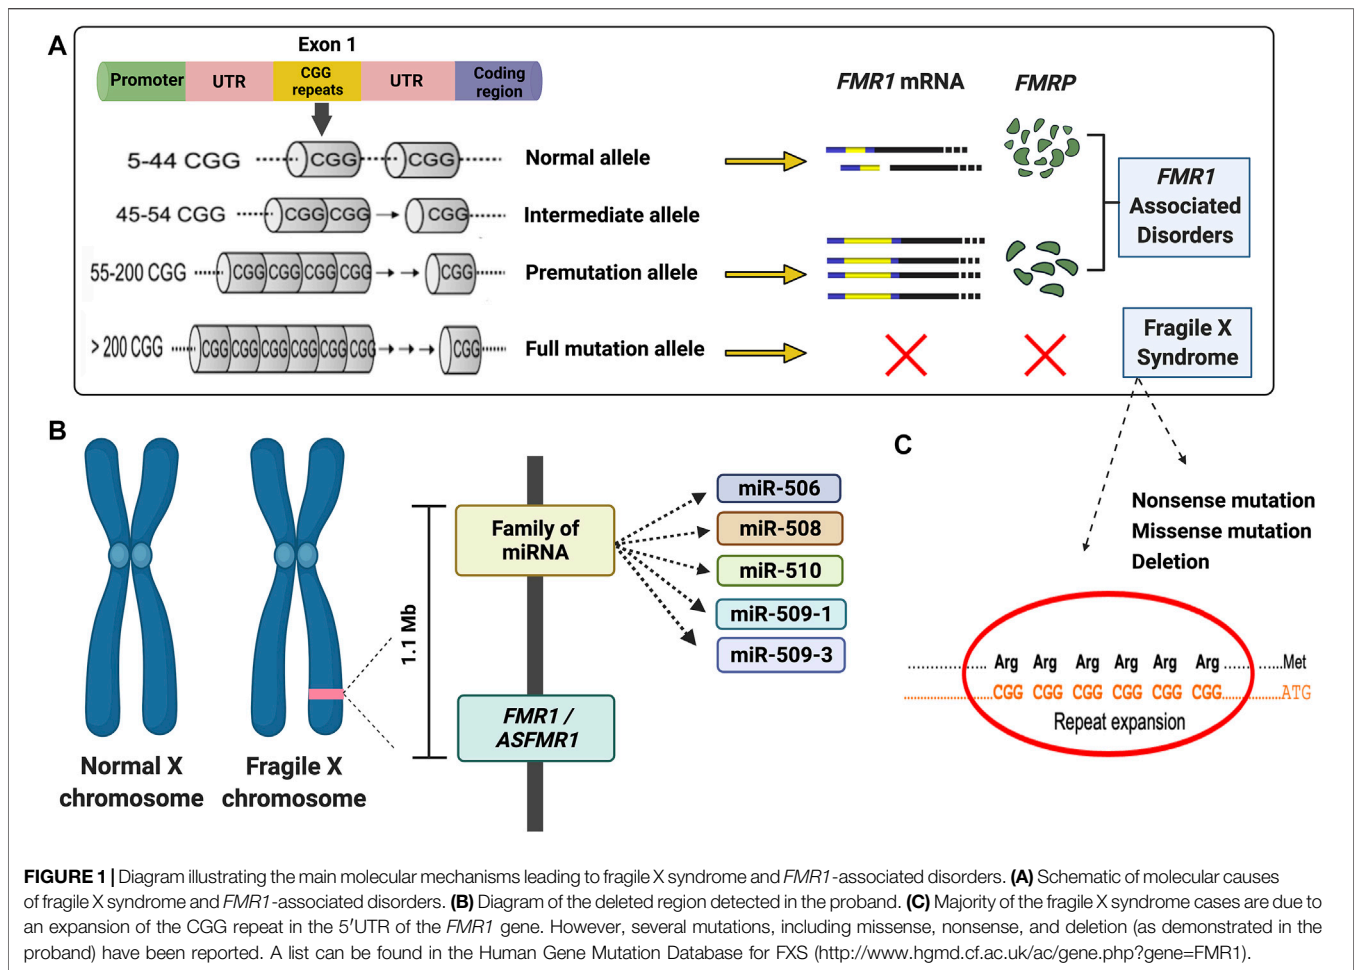 A
Exon 1
Promoter
UTR
CGG
repeats
UTR
Coding
region
FMR1 mRNA
FMRP
5-44 CGG
CGG
CGG
Normal allele
45-54 CGG
CGG CGG
CGG
Intermediate allele
55-200 CGG
CGG CGG CGG CGG
CGG
Premutation allele
> 200 CGG
CGG CGG CGG CGG CGG CGG
CGG
Full mutation allele
FMR1
Associated
Disorders
Fragile X
Syndrome
B
Normal X
chromosome
Fragile X
chromosome
1.1 Mb
Family of
miRNA
FMR1 /
ASFMR1
miR-506
miR-508
miR-510
miR-509-1
miR-509-3
C
Nonsense mutation
Missense mutation
Deletion
Arg Arg Arg Arg Arg Arg Met
CGG CGG CGG CGG CGG CGG ATG
Repeat expansion
FIGURE 1 | Diagram illustrating the main molecular mechanisms leading to fragile X syndrome and FMR1-associated disorders. (A) Schematic of molecular causes
of fragile X syndrome and FMR1-associated disorders. (B) Diagram of the deleted region detected in the proband. (C) Majority of the fragile X syndrome cases are due to
an expansion of the CGG repeat in the 5′UTR of the FMR1 gene. However, several mutations, including missense, nonsense, and deletion (as demonstrated in the
proband) have been reported. A list can be found in the Human Gene Mutation Database for FXS (http://www.hgmd.cf.ac.uk/ac/gene.php?gene=FMR1).